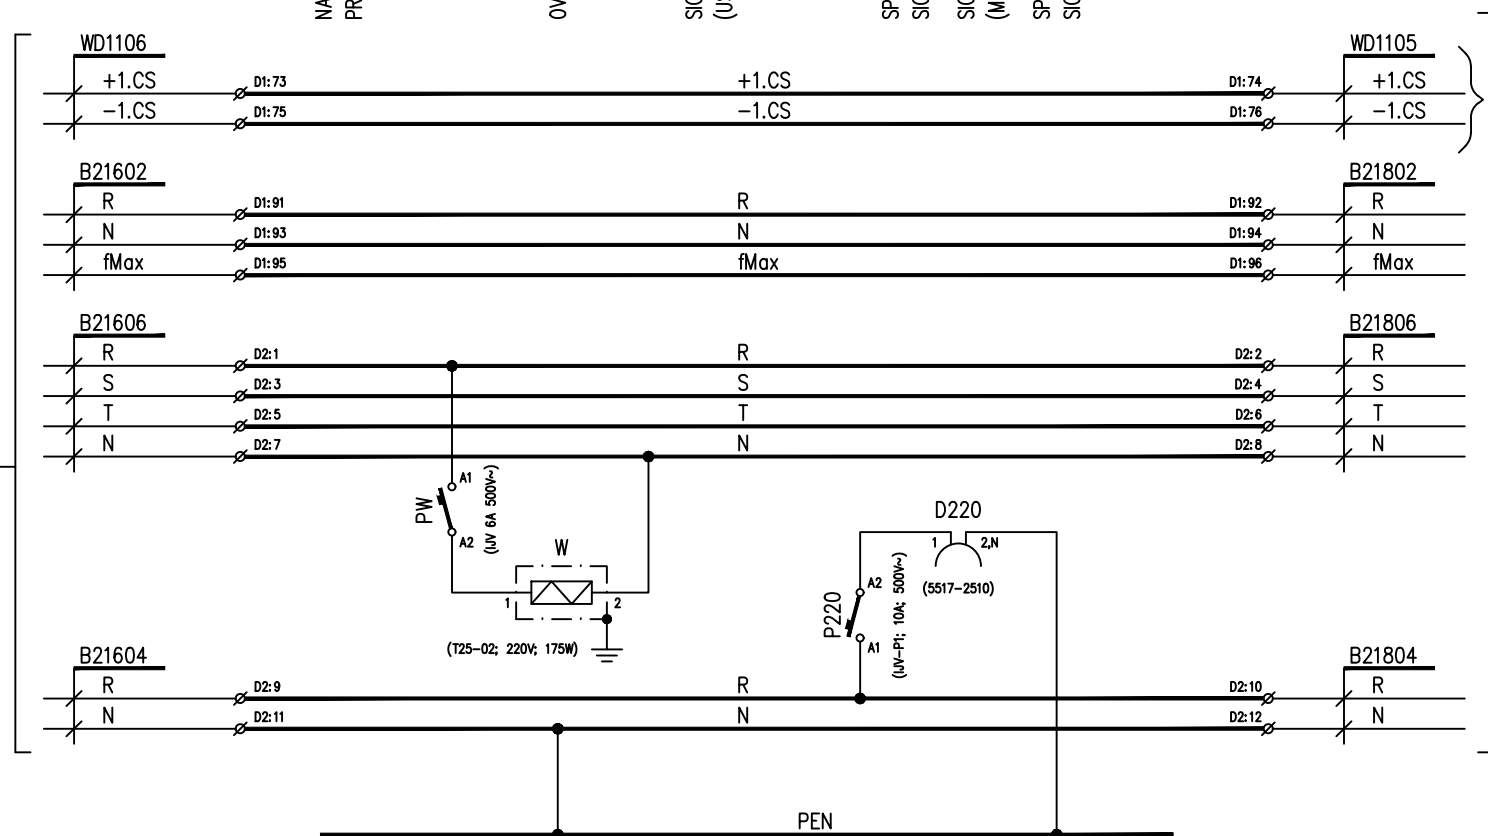 WD1106
WD1105
+1.CS D1:73 +1.CS D1:74 +1.CS
-1.CS D1:75 -1.CS D1:76 -1.CS
B21602
B21802
R D1:91 R D1:92 R
N D1:93 N D1:94 N
fMax D1:95 fMax D1:96 fMax
B21606
B21806
R D2:1 R D2:2 R
S D2:3 S D2:4 S
T D2:5 T D2:6 T
N D2:7 N D2:8 N
PW
A1
A2
(IJV 6A 500V~)
W
1
2
(T25-02; 220V; 175W)
D220
1
2,N
(5517-2510)
P220
A2
A1
(IJV-P1; 10A; 500V~)
B21604
B21804
R D2:9 R D2:10 R
N D2:11 N D2:12 N
PEN